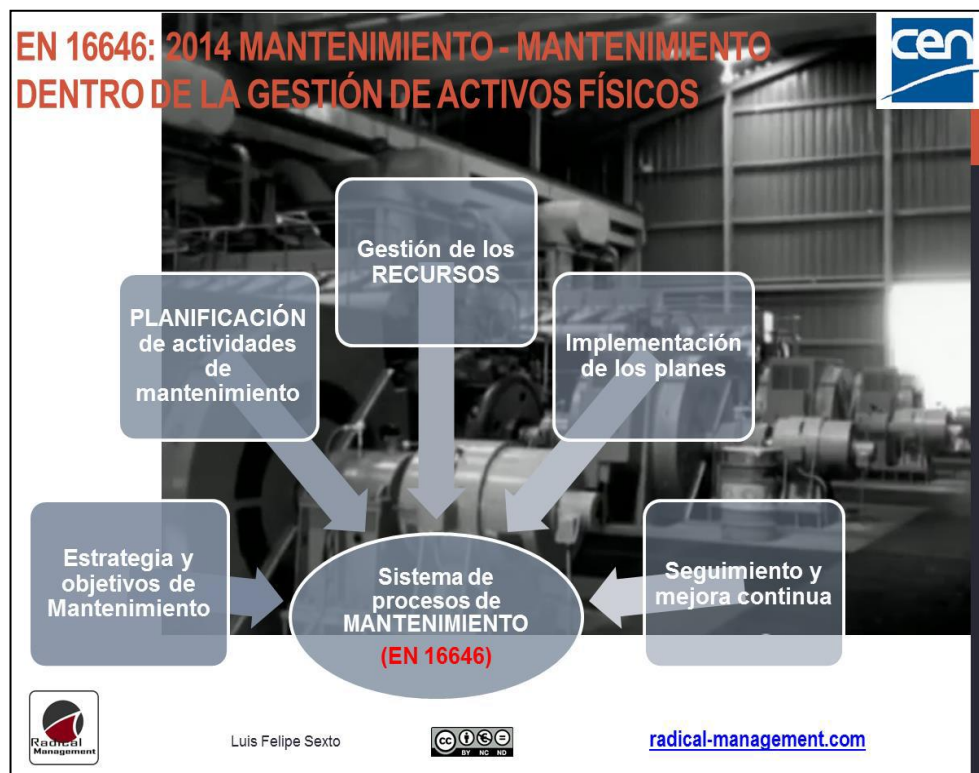 EN 16646: 2014 MANTENIMIENTO - MANTENIMIENTO
DENTRO DE LA GESTIÓN DE ACTIVOS FÍSICOS
cen
Gestión de los
RECURSOS
PLANIFICACIÓN
de actividades
de
mantenimiento
Implementación
de los planes
Estrategia y
objetivos de
Mantenimiento
Sistema de
procesos de
MANTENIMIENTO
(EN 16646)
Seguimiento y
mejora continua
Radical
Management
Luis Felipe Sexto
cc
BY NC ND
radical-management.com